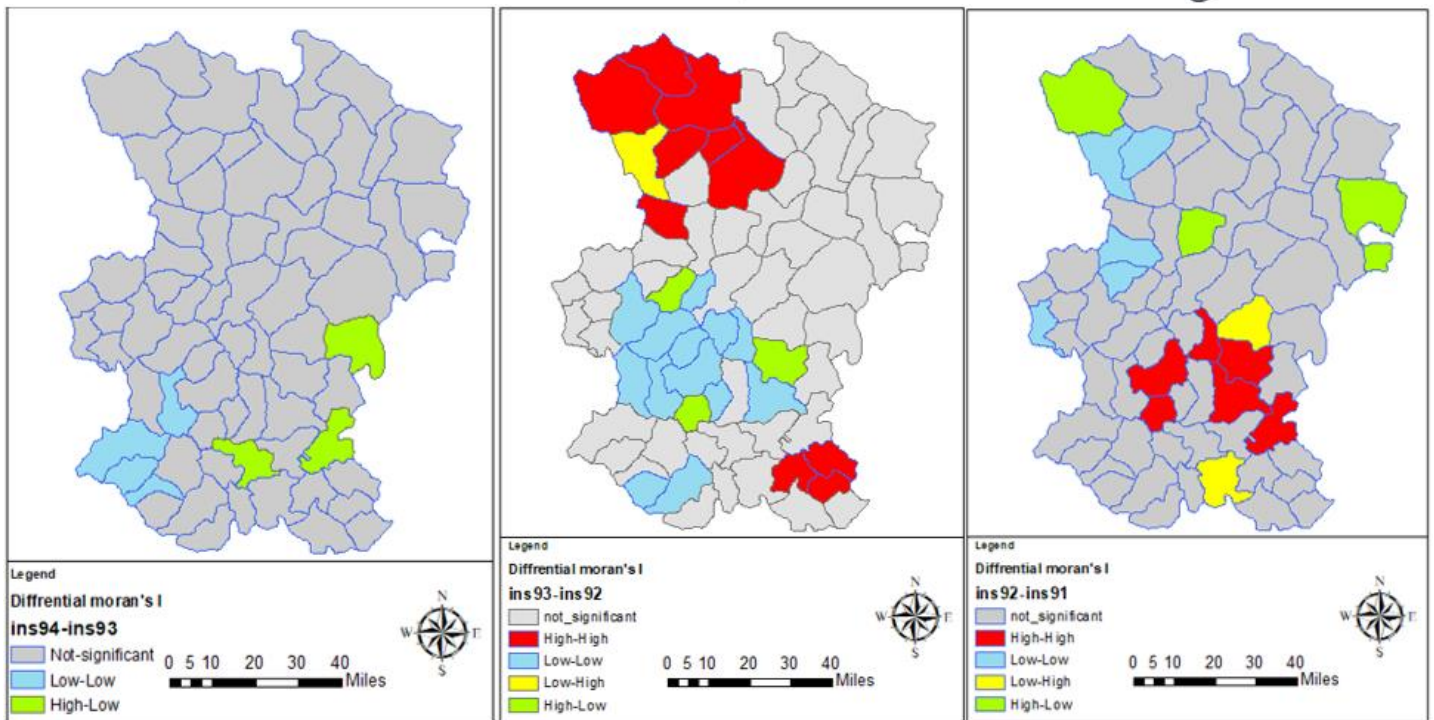 Legend
Diffrential moran's I
ins94-ins93
Not-significant
Low-Low
High-Low
N
W
E
S
0 5 10 20 30 40
Miles
Legend
Diffrential moran's I
ins93-ins92
not_significant
High-High
Low-Low
Low-High
High-Low
N
W
E
S
0 5 10 20 30 40
Miles
Legend
Diffrential moran's I
ins92-ins91
not_significant
High-High
Low-Low
Low-High
High-Low
N
W
E
S
0 5 10 20 30 40
Miles